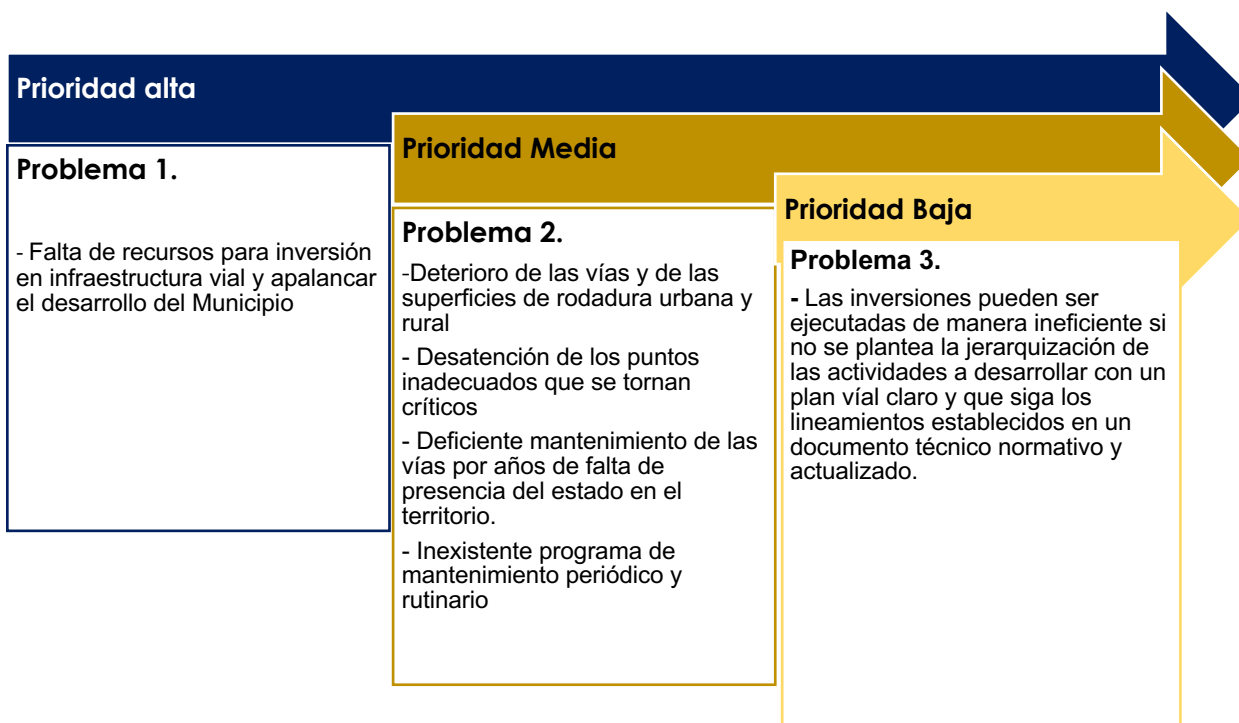 Prioridad alta
Problema 1.
- Falta de recursos para inversión
en infraestructura vial y apalancar
el desarrollo del Municipio
Prioridad Media
Problema 2.
-Deterioro de las vías y de las
superficies de rodadura urbana y
rural
- Desatención de los puntos
inadecuados que se tornan
críticos
- Deficiente mantenimiento de las
vías por años de falta de
presencia del estado en el
territorio.
- Inexistente programa de
mantenimiento periódico y
rutinario
Prioridad Baja
Problema 3.
- Las inversiones pueden ser
ejecutadas de manera ineficiente si
no se plantea la jerarquización de
las actividades a desarrollar con un
plan víal claro y que siga los
lineamientos establecidos en un
documento técnico normativo y
actualizado.